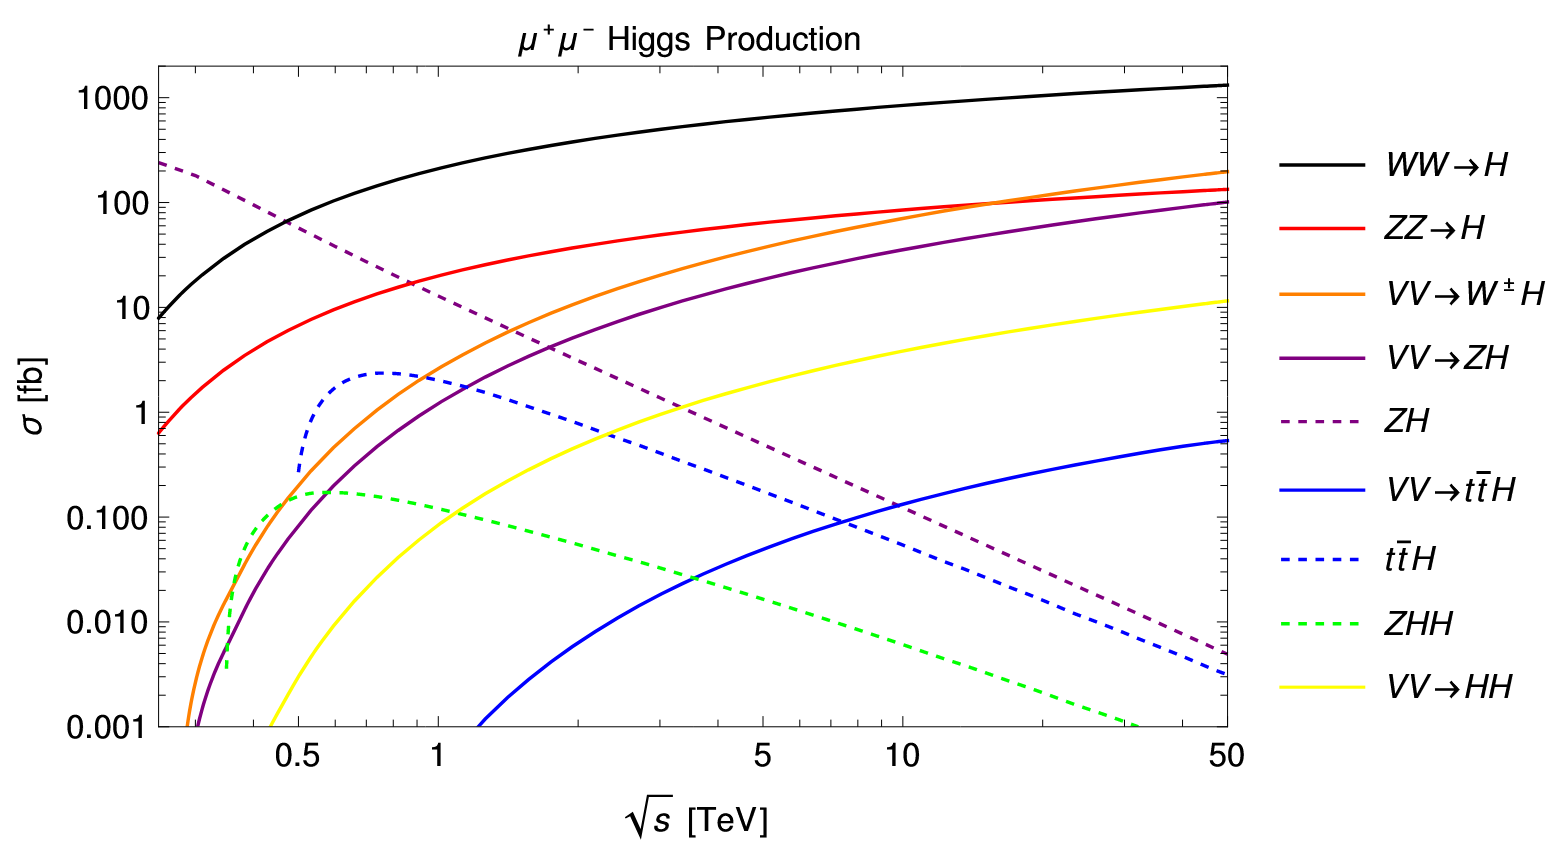 μ⁺μ⁻ Higgs Production
1000
100
10
1
0.100
0.010
0.001
σ [fb]
0.5 1 5 10 50
√s [TeV]
WW→H
ZZ→H
VV→W±H
VV→ZH
ZH
VV→tt̄H
tt̄H
ZHH
VV→HH